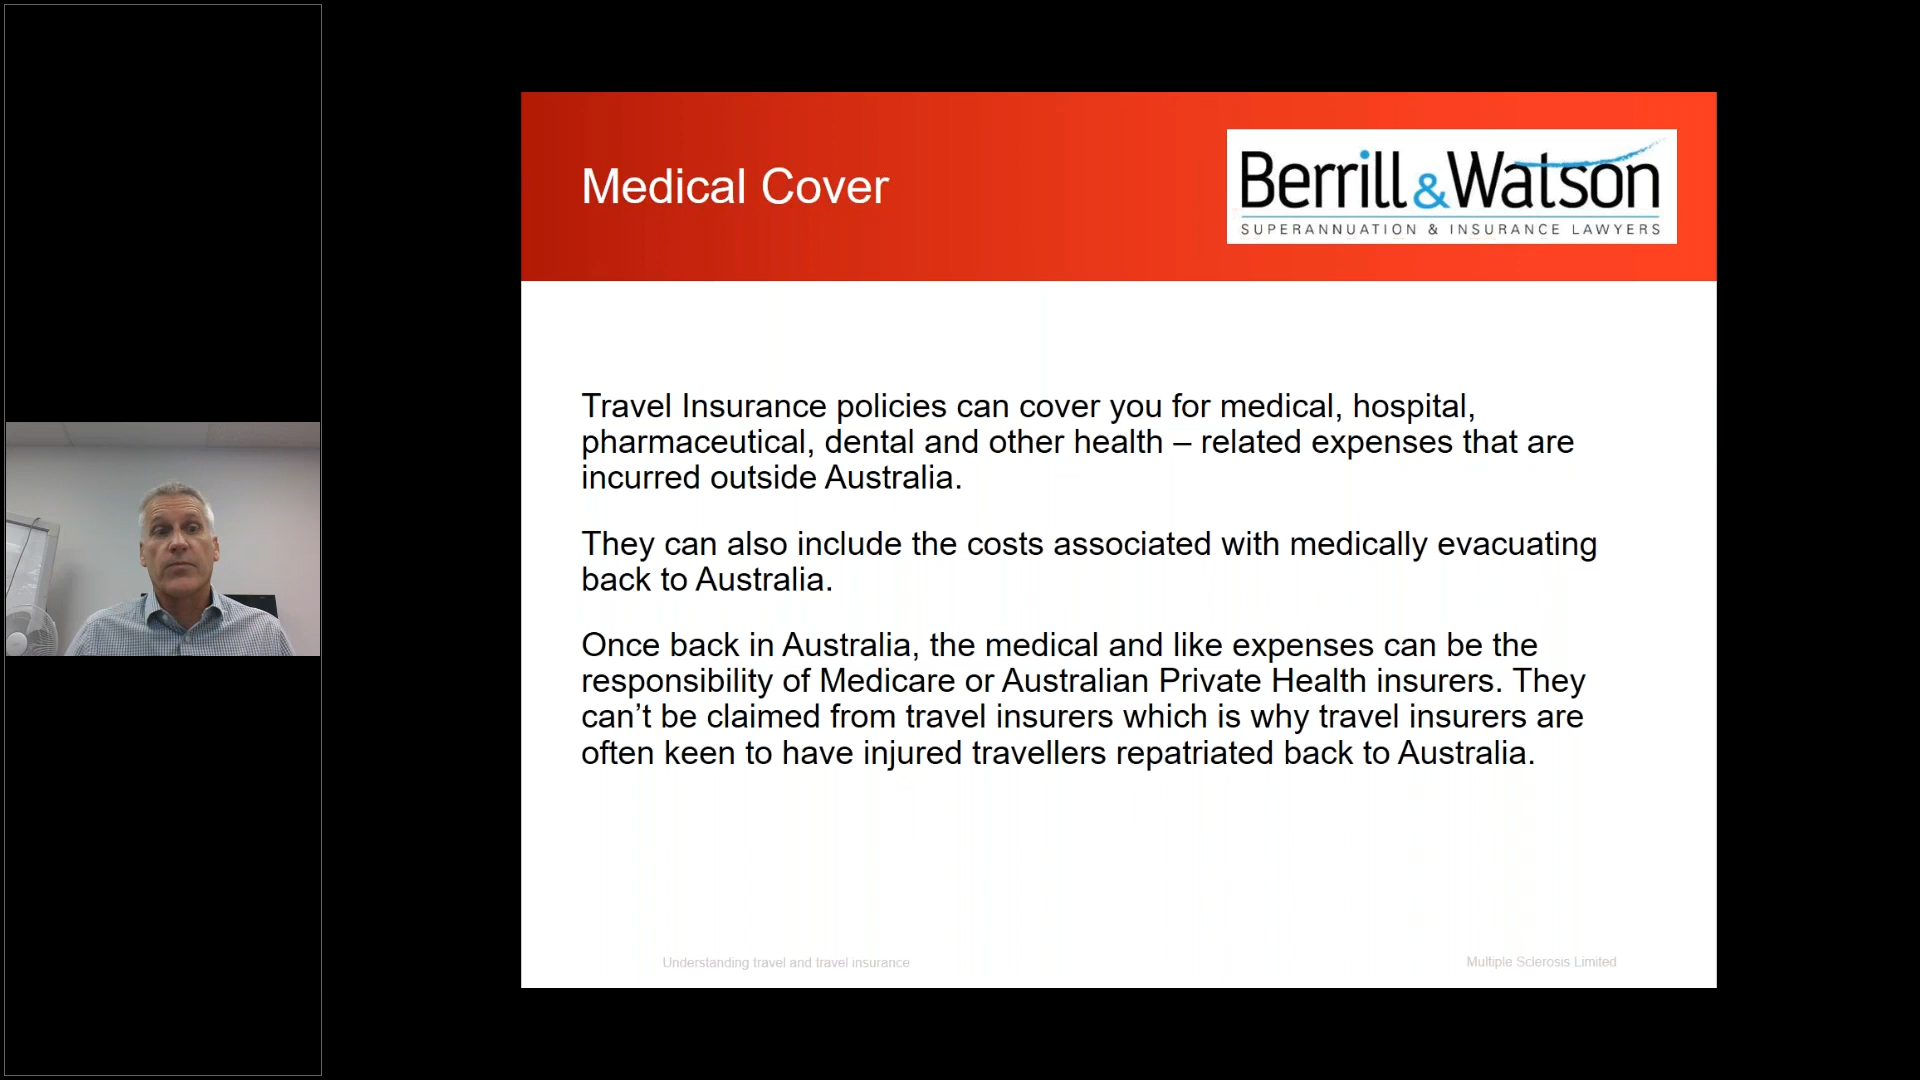 Medical Cover
Berrill & Watson
SUPERANNUATION & INSURANCE LAWYERS
Travel Insurance policies can cover you for medical, hospital,
pharmaceutical, dental and other health – related expenses that are
incurred outside Australia.
They can also include the costs associated with medically evacuating
back to Australia.
Once back in Australia, the medical and like expenses can be the
responsibility of Medicare or Australian Private Health insurers. They
can’t be claimed from travel insurers which is why travel insurers are
often keen to have injured travellers repatriated back to Australia.
Understanding travel and travel insurance
Multiple Sclerosis Limited